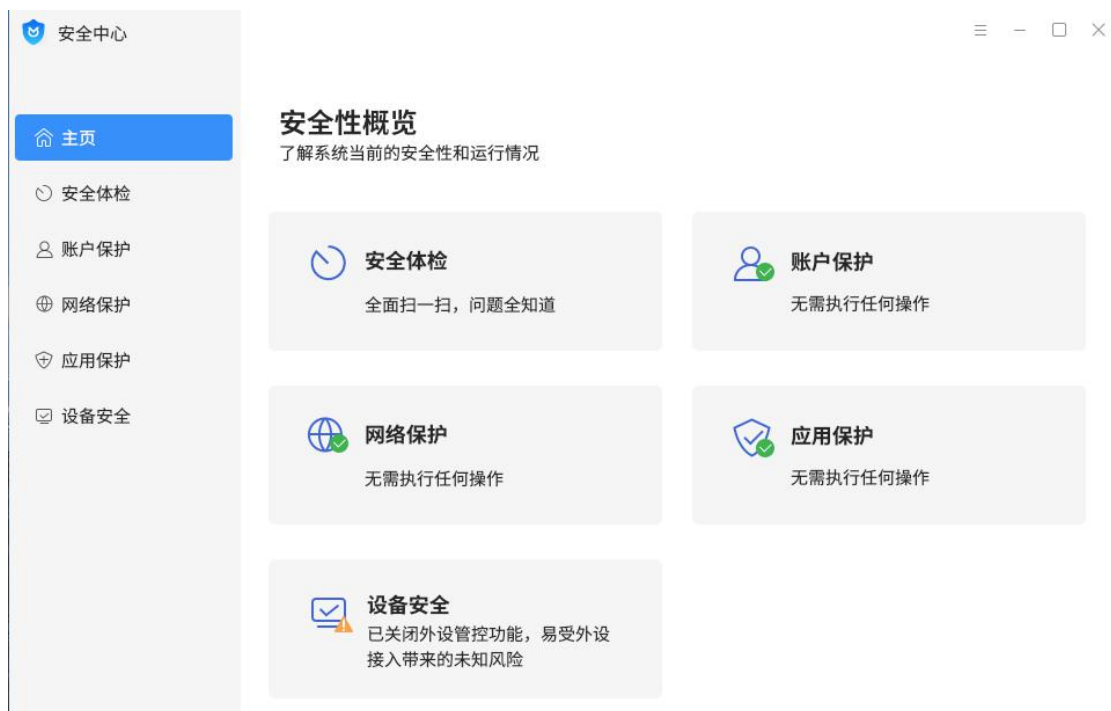 安全中心
主页
安全体检
账户保护
网络保护
应用保护
设备安全
安全性概览
了解系统当前的安全性和运行情况
安全体检
全面扫一扫，问题全知道
账户保护
无需执行任何操作
网络保护
无需执行任何操作
应用保护
无需执行任何操作
设备安全
已关闭外设管控功能，易受外设
接入带来的未知风险